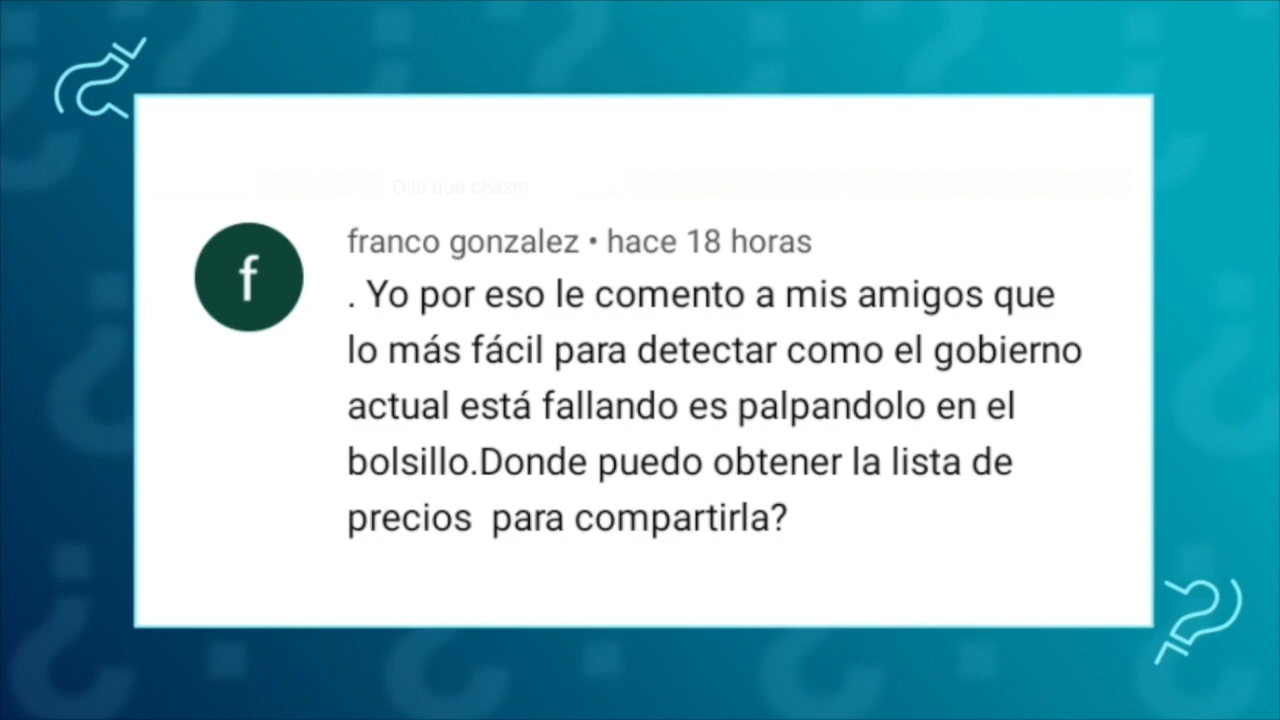 f
franco gonzalez • hace 18 horas
. Yo por eso le comento a mis amigos que
lo más fácil para detectar como el gobierno
actual está fallando es palpandolo en el
bolsillo.Donde puedo obtener la lista de
precios para compartirla?